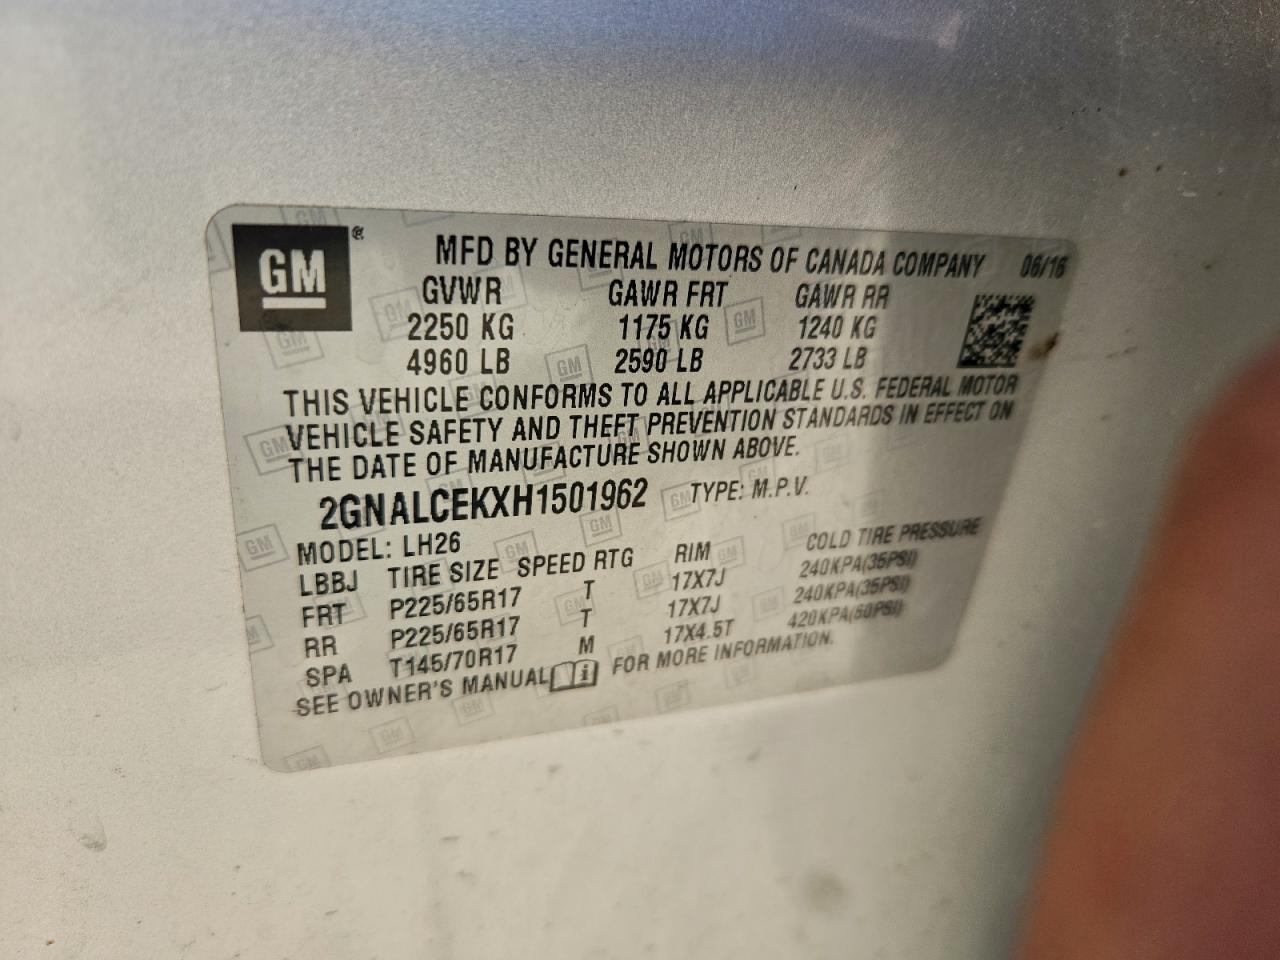 GM ® MFD BY GENERAL MOTORS OF CANADA COMPANY 06/16
GVWR GAWR FRT GAWR RR
2250 KG 1175 KG 1240 KG
4960 LB 2590 LB 2733 LB
THIS VEHICLE CONFORMS TO ALL APPLICABLE U.S. FEDERAL MOTOR
VEHICLE SAFETY AND THEFT PREVENTION STANDARDS IN EFFECT ON
THE DATE OF MANUFACTURE SHOWN ABOVE.
2GNALCEKXH1501962 TYPE: M.P.V.
MODEL: LH26
LBBJ TIRE SIZE SPEED RTG RIM COLD TIRE PRESSURE
FRT P225/65R17 T 17X7J 240KPA(35PSI)
RR P225/65R17 T 17X7J 240KPA(35PSI)
SPA T145/70R17 M 17X4.5T 420KPA(60PSI)
SEE OWNER'S MANUAL FOR MORE INFORMATION.